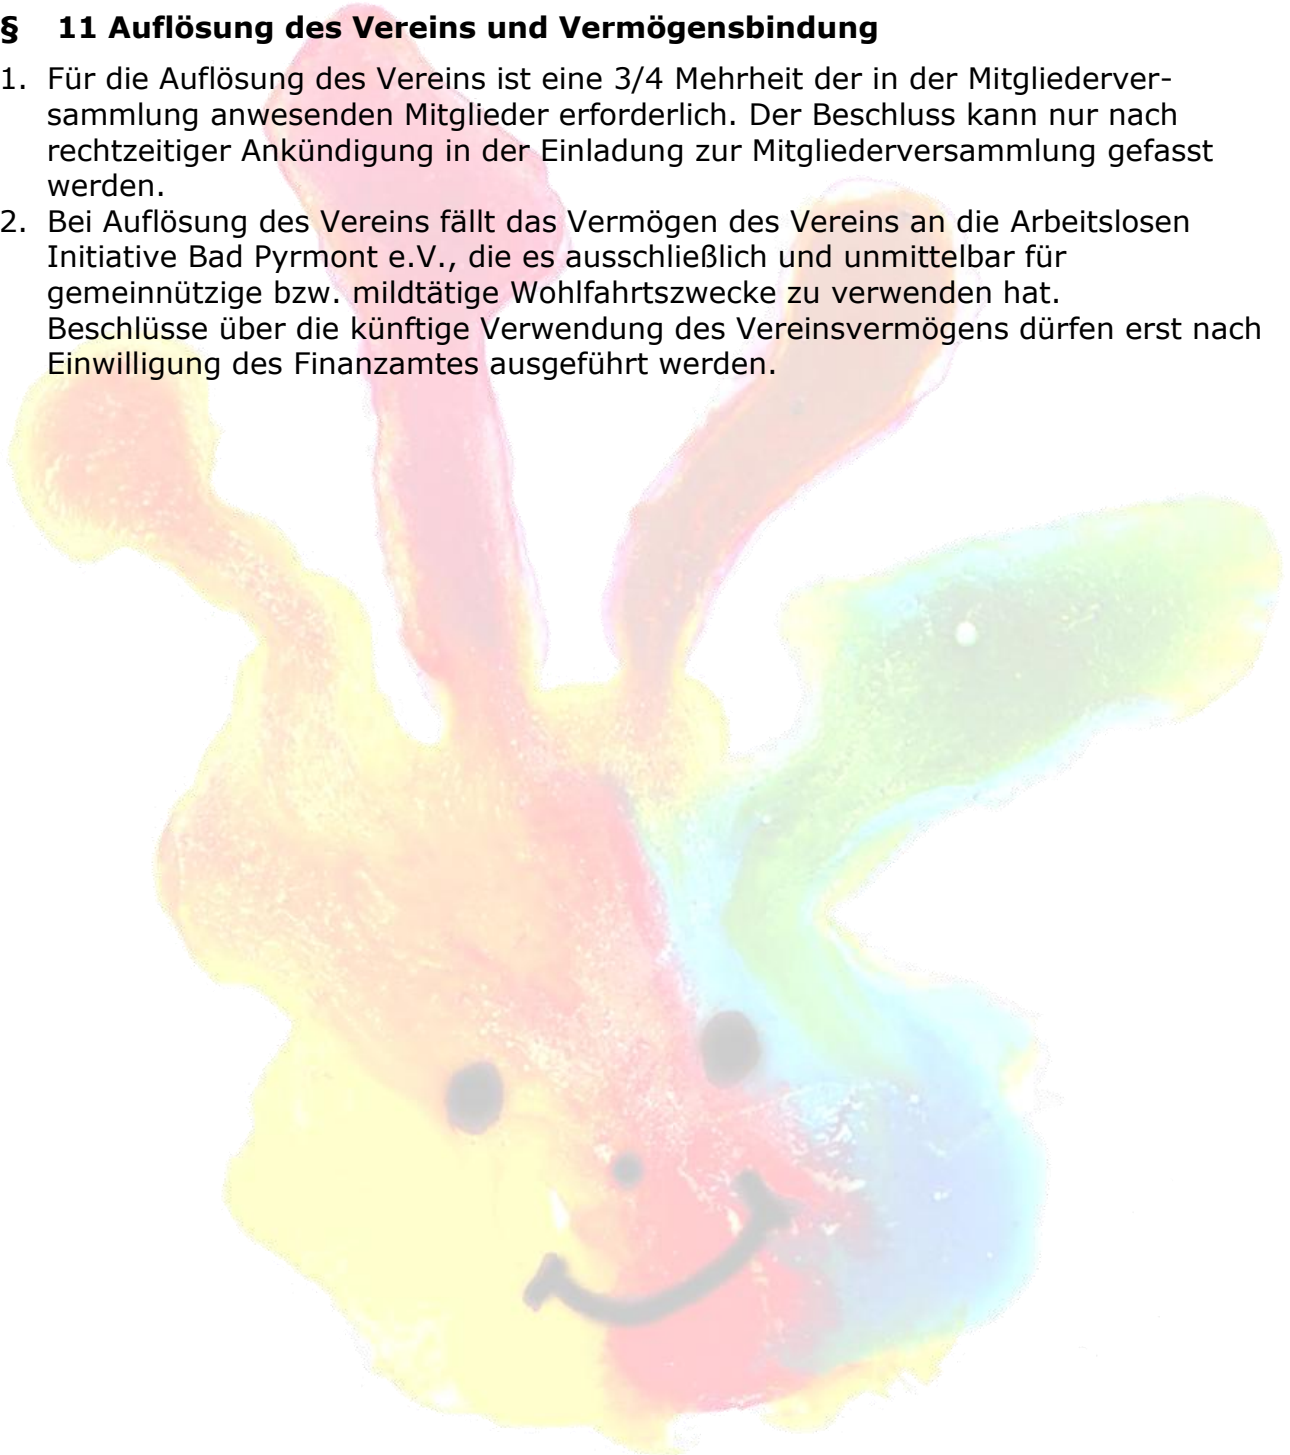 § 11 Auflösung des Vereins und Vermögensbindung
1. Für die Auflösung des Vereins ist eine 3/4 Mehrheit der in der Mitgliederver-
sammlung anwesenden Mitglieder erforderlich. Der Beschluss kann nur nach
rechtzeitiger Ankündigung in der Einladung zur Mitgliederversammlung gefasst
werden.
2. Bei Auflösung des Vereins fällt das Vermögen des Vereins an die Arbeitslosen
Initiative Bad Pyrmont e.V., die es ausschließlich und unmittelbar für
gemeinnützige bzw. mildtätige Wohlfahrtszwecke zu verwenden hat.
Beschlüsse über die künftige Verwendung des Vereinsvermögens dürfen erst nach
Einwilligung des Finanzamtes ausgeführt werden.